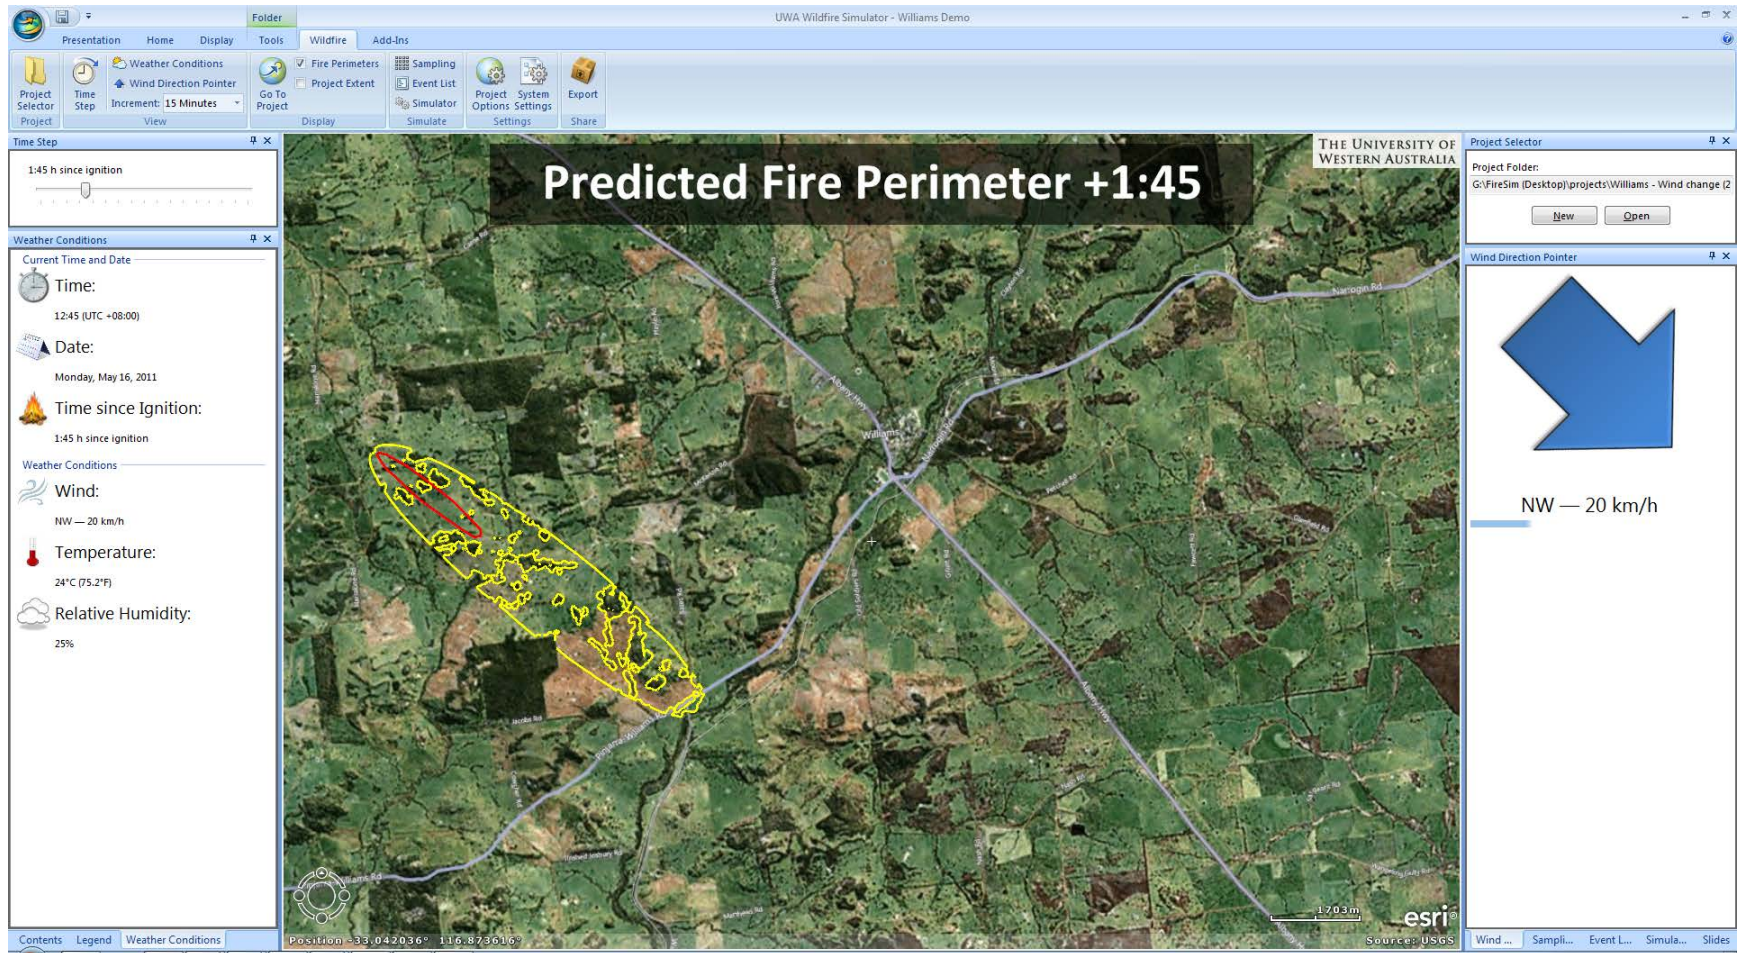 Folder
UWA Wildfire Simulator - Williams Demo
Presentation Home Display Tools Wildfire Add-Ins
Project Selector
Project
Time Step
Weather Conditions
Wind Direction Pointer
Increment: 15 Minutes
View
Go To Project
Fire Perimeters
Project Extent
Display
Sampling
Event List
Simulator
Simulate
Project Options
System Settings
Settings
Export
Share
Time Step
1:45 h since ignition
Weather Conditions
Current Time and Date
Time:
12:45 (UTC +08:00)
Date:
Monday, May 16, 2011
Time since Ignition:
1:45 h since ignition
Weather Conditions
Wind:
NW — 20 km/h
Temperature:
24°C (75.2°F)
Relative Humidity:
25%
Contents Legend Weather Conditions
Predicted Fire Perimeter +1:45
THE UNIVERSITY OF
WESTERN AUSTRALIA
Narrogin Rd
Albany Hwy
Williams
Narrogin Rd
Albany Hwy
Jacobs Rd
1703m
esri
Position -33.042036° 116.873616°
Source: USGS
Project Selector
Project Folder:
G:\FireSim (Desktop)\projects\Williams - Wind change (2
New Open
Wind Direction Pointer
NW — 20 km/h
Wind ... Sampli... Event L... Simula... Slides